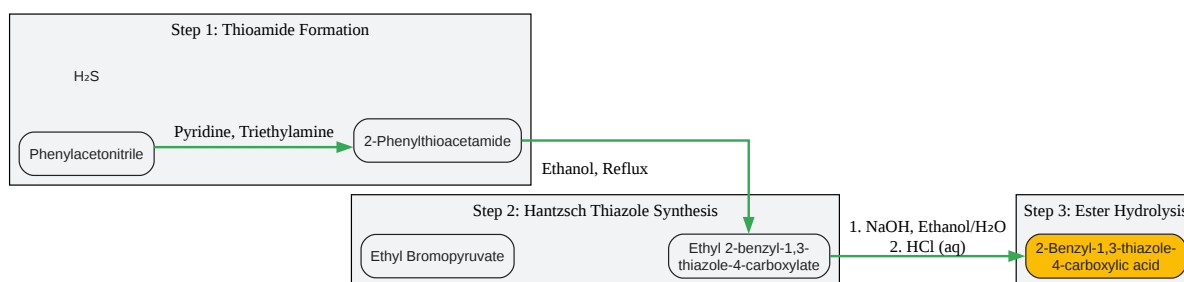 Step 1: Thioamide Formation
H₂S
Phenylacetonitrile
Pyridine, Triethylamine
2-Phenylthioacetamide
Ethanol, Reflux
Step 2: Hantzsch Thiazole Synthesis
Ethyl Bromopyruvate
Ethyl 2-benzyl-1,3-
thiazole-4-carboxylate
1. NaOH, Ethanol/H₂O
2. HCl (aq)
Step 3: Ester Hydrolysis
2-Benzyl-1,3-thiazole-
4-carboxylic acid